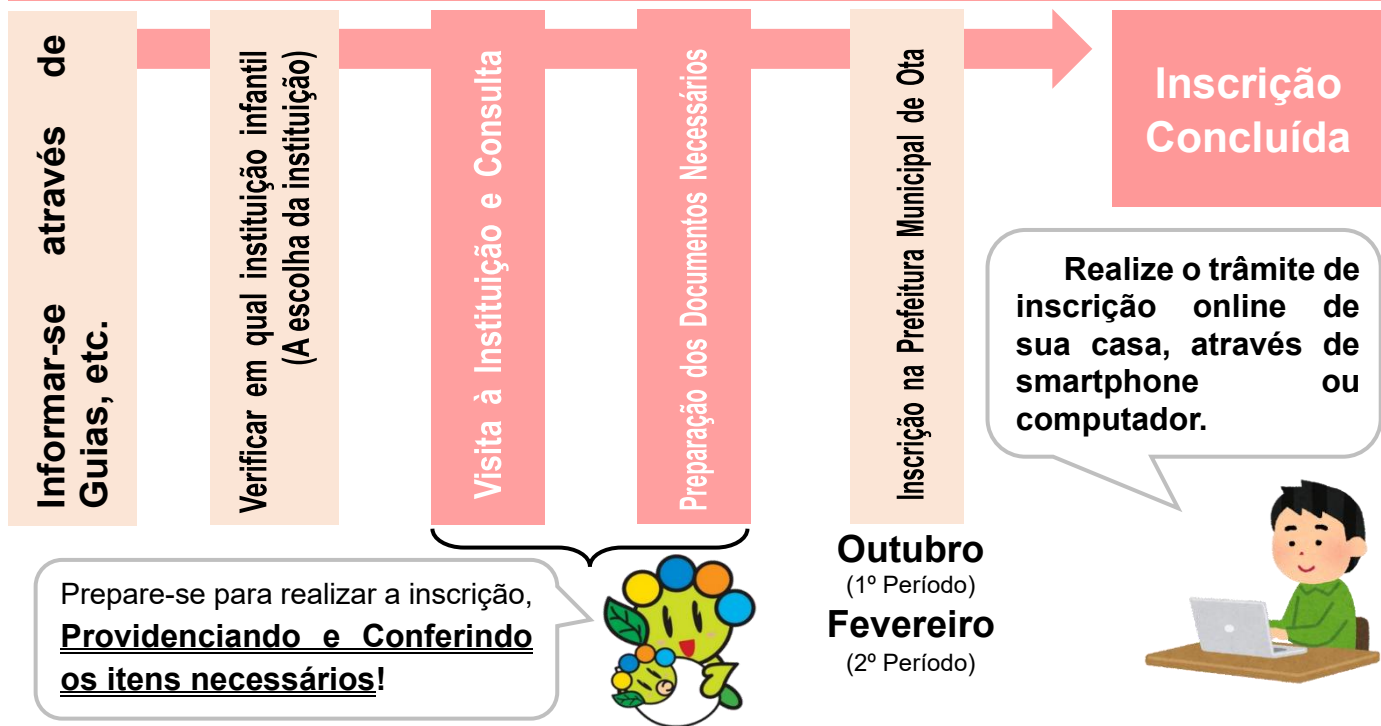 Informar-se através de
Guias, etc.
Verificar em qual instituição infantil
(A escolha da instituição)
Visita à Instituição e Consulta
Preparação dos Documentos Necessários
Inscrição na Prefeitura Municipal de Ota
Inscrição
Concluída
Realize o trâmite de
inscrição online de
sua casa, através de
smartphone ou
computador.
Outubro
(1º Período)
Fevereiro
(2º Período)
Prepare-se para realizar a inscrição,
Providenciando e Conferindo
os itens necessários!